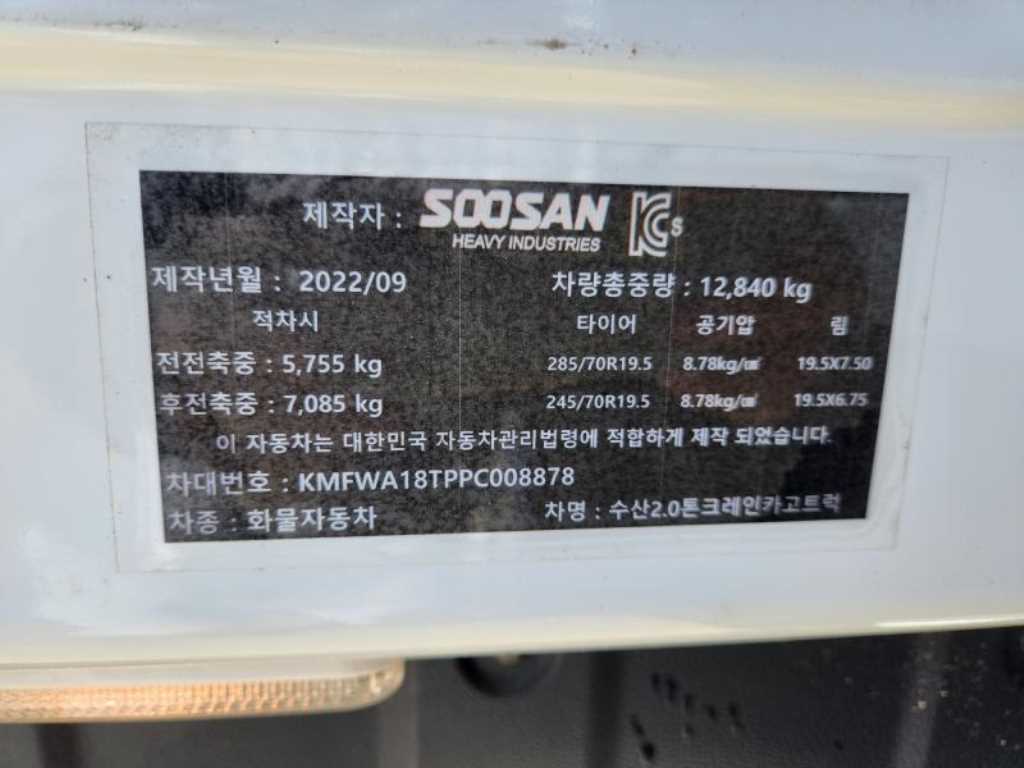 제작자 : SOOSAN HEAVY INDUSTRIES KCs
제작년월 : 2022/09 차량총중량 : 12,840 kg
적차시 타이어 공기압 림
전전축중 : 5,755 kg 285/70R19.5 8.78kg/㎠ 19.5X7.50
후전축중 : 7,085 kg 245/70R19.5 8.78kg/㎠ 19.5X6.75
이 자동차는 대한민국 자동차관리법령에 적합하게 제작 되었습니다.
차대번호 : KMFWA18TPPC008878
차종 : 화물자동차 차명 : 수산2.0톤크레인카고트럭